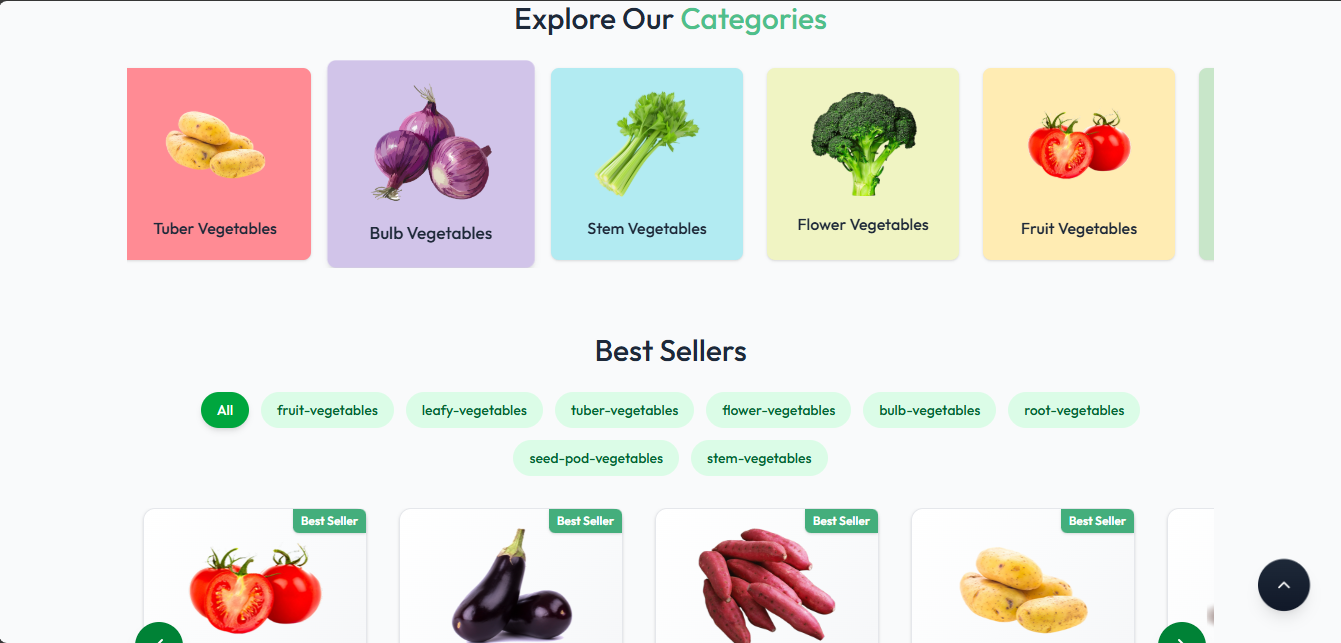 Explore Our Categories
Tuber Vegetables
Bulb Vegetables
Stem Vegetables
Flower Vegetables
Fruit Vegetables
Best Sellers
All
fruit-vegetables
leafy-vegetables
tuber-vegetables
flower-vegetables
bulb-vegetables
root-vegetables
seed-pod-vegetables
stem-vegetables
Best Seller
Best Seller
Best Seller
Best Seller